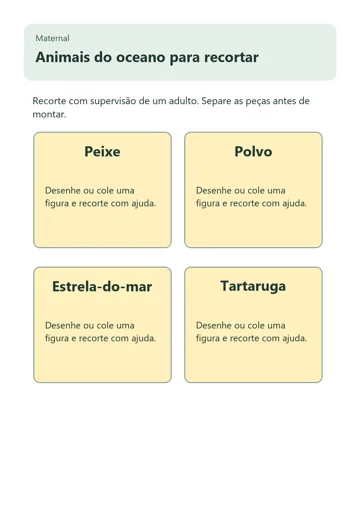 Maternal
Animais do oceano para recortar
Recorte com supervisão de um adulto. Separe as peças antes de
montar.
Peixe
Desenhe ou cole uma
figura e recorte com ajuda.
Polvo
Desenhe ou cole uma
figura e recorte com ajuda.
Estrela-do-mar
Desenhe ou cole uma
figura e recorte com ajuda.
Tartaruga
Desenhe ou cole uma
figura e recorte com ajuda.